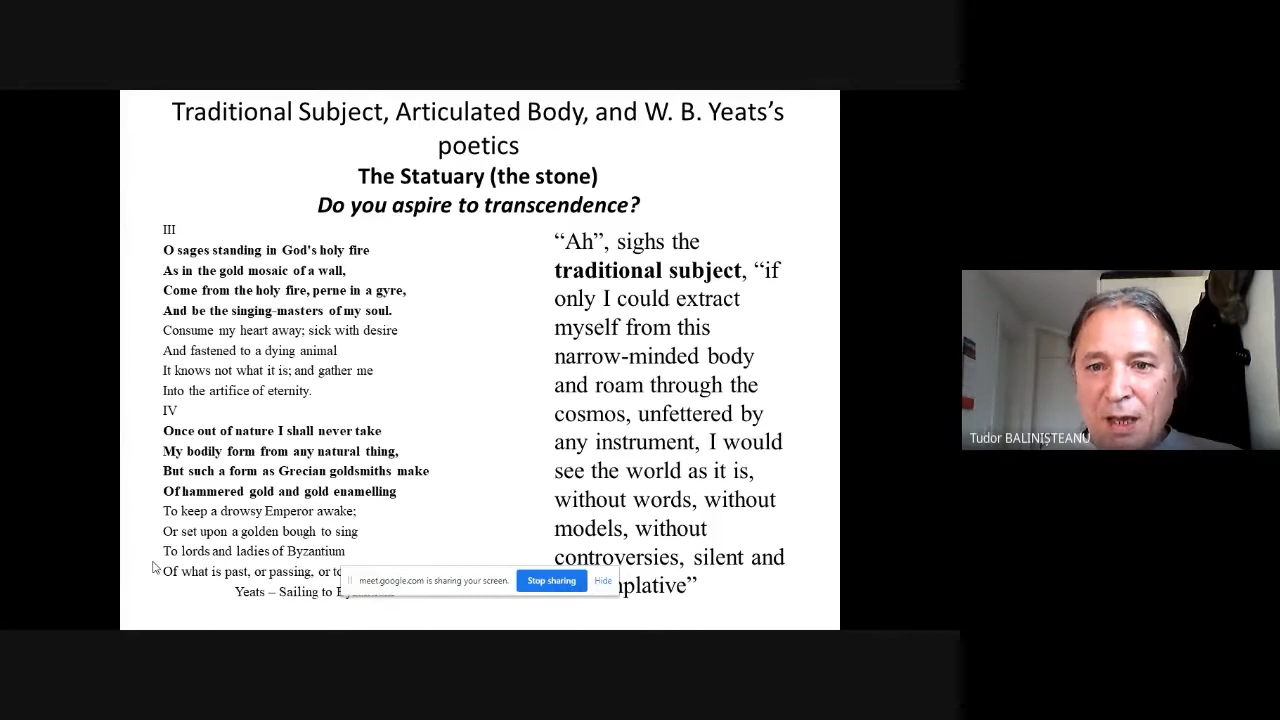 Traditional Subject, Articulated Body, and W. B. Yeats’s
poetics
The Statuary (the stone)
Do you aspire to transcendence?
III
O sages standing in God's holy fire
As in the gold mosaic of a wall,
Come from the holy fire, perne in a gyre,
And be the singing-masters of my soul.
Consume my heart away; sick with desire
And fastened to a dying animal
It knows not what it is; and gather me
Into the artifice of eternity.
IV
Once out of nature I shall never take
My bodily form from any natural thing,
But such a form as Grecian goldsmiths make
Of hammered gold and gold enamelling
To keep a drowsy Emperor awake;
Or set upon a golden bough to sing
To lords and ladies of Byzantium
Of what is past, or passing, or
Yeats – Sailing to
“Ah”, sighs the
traditional subject, “if
only I could extract
myself from this
narrow-minded body
and roam through the
cosmos, unfettered by
any instrument, I would
see the world as it is,
without words, without
models, without
controversies, silent and
meet.google.com is sharing your screen.
Stop sharing
Hide
Tudor BALINIȘTEANU